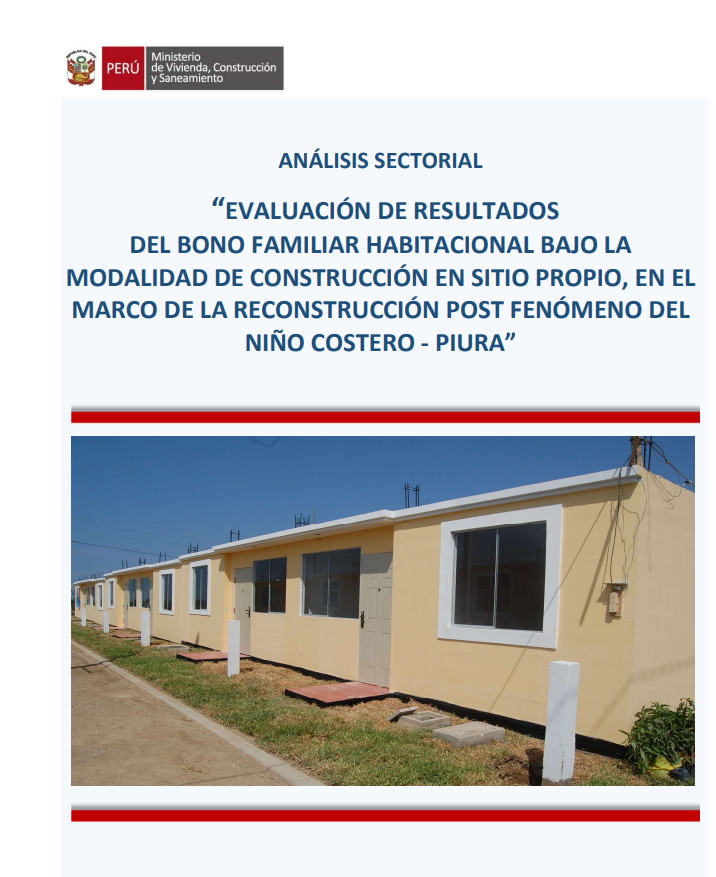 PERÚ
Ministerio
de Vivienda, Construcción
y Saneamiento
ANÁLISIS SECTORIAL
“EVALUACIÓN DE RESULTADOS
DEL BONO FAMILIAR HABITACIONAL BAJO LA
MODALIDAD DE CONSTRUCCIÓN EN SITIO PROPIO, EN EL
MARCO DE LA RECONSTRUCCIÓN POST FENÓMENO DEL
NIÑO COSTERO - PIURA”